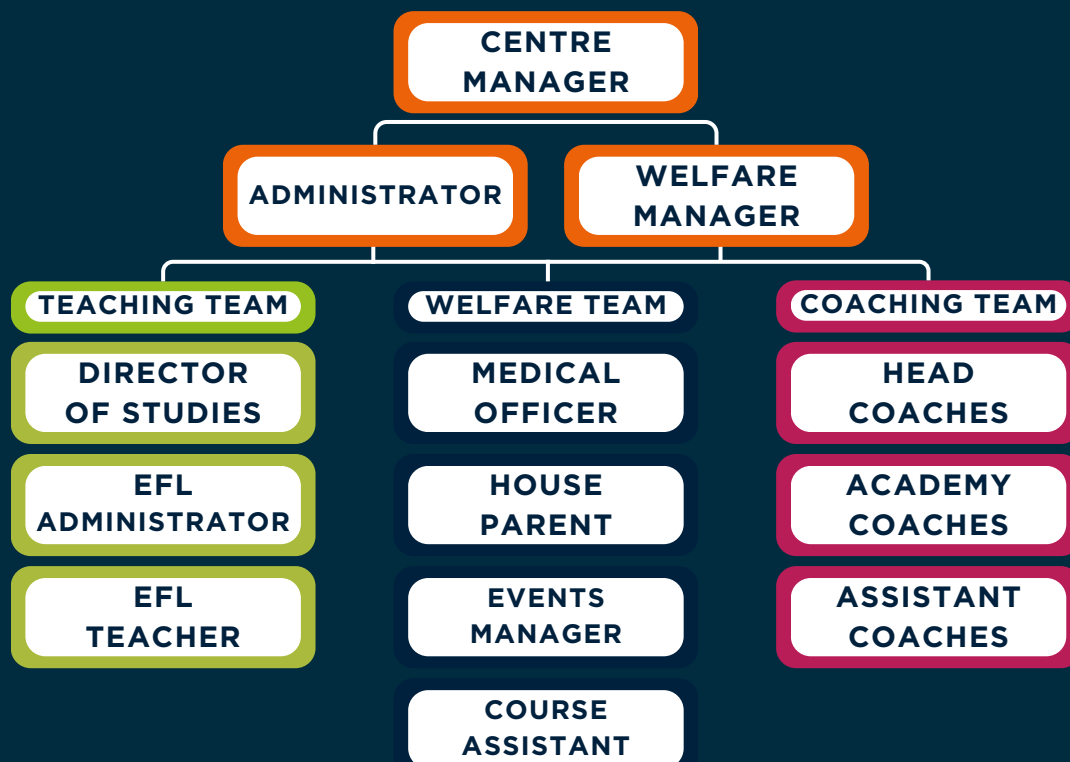 CENTRE
MANAGER
ADMINISTRATOR
WELFARE
MANAGER
TEACHING TEAM
DIRECTOR
OF STUDIES
EFL
ADMINISTRATOR
EFL
TEACHER
WELFARE TEAM
MEDICAL
OFFICER
HOUSE
PARENT
EVENTS
MANAGER
COURSE
ASSISTANT
COACHING TEAM
HEAD
COACHES
ACADEMY
COACHES
ASSISTANT
COACHES